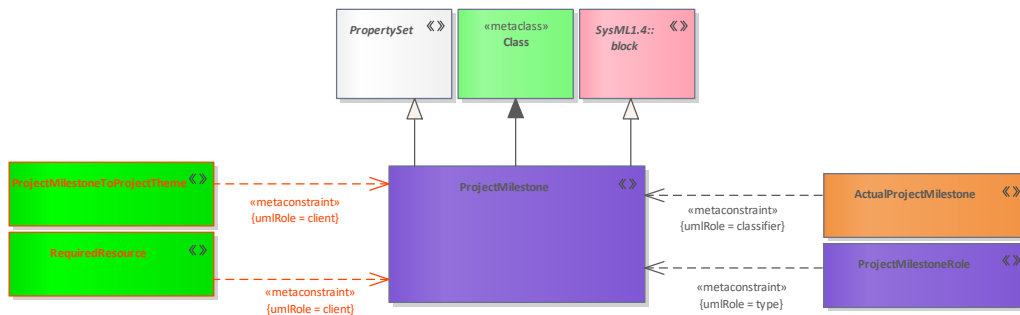 PropertySet «»
«metaclass»
Class
SysML1.4::
block
«»
ProjectMilestoneToProjectTheme «»
«metaconstraint»
{umlRole = client}
RequiredResource «»
«metaconstraint»
{umlRole = client}
ProjectMilestone «»
ActualProjectMilestone «»
«metaconstraint»
{umlRole = classifier}
ProjectMilestoneRole «»
«metaconstraint»
{umlRole = type}